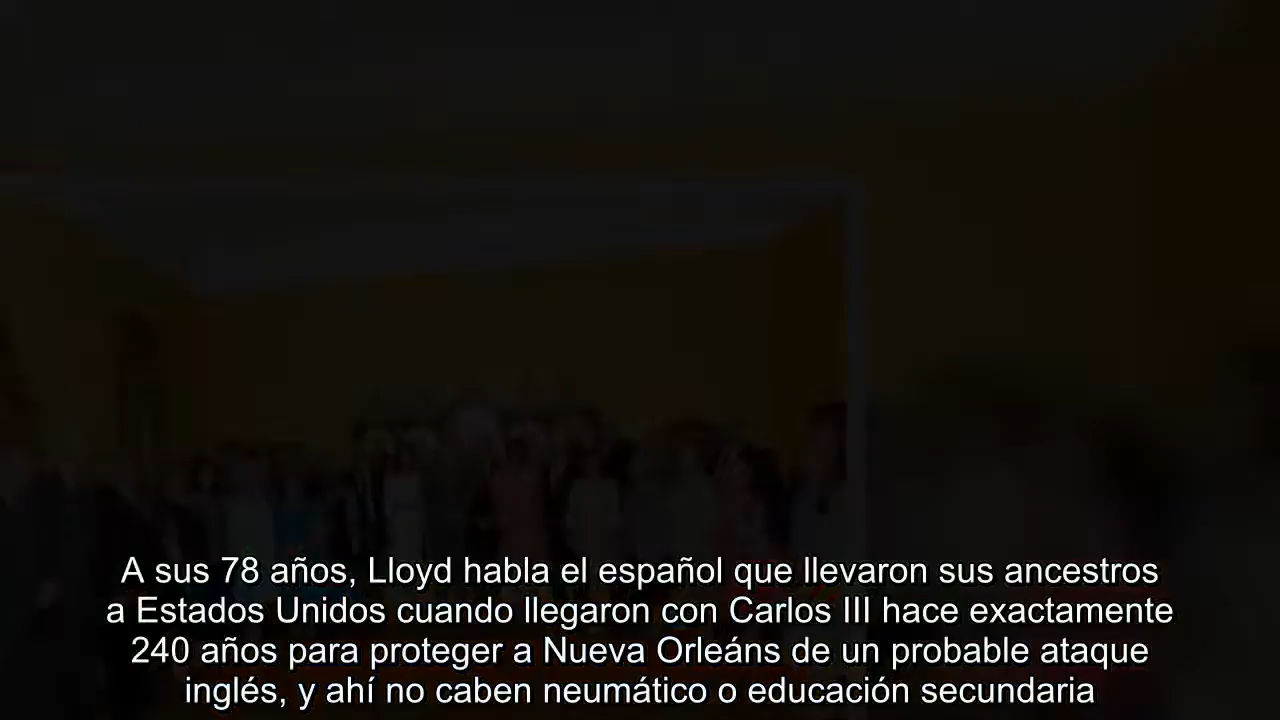 A sus 78 años, Lloyd habla el español que llevaron sus ancestros
a Estados Unidos cuando llegaron con Carlos III hace exactamente
240 años para proteger a Nueva Orleáns de un probable ataque
inglés, y ahí no caben neumático o educación secundaria